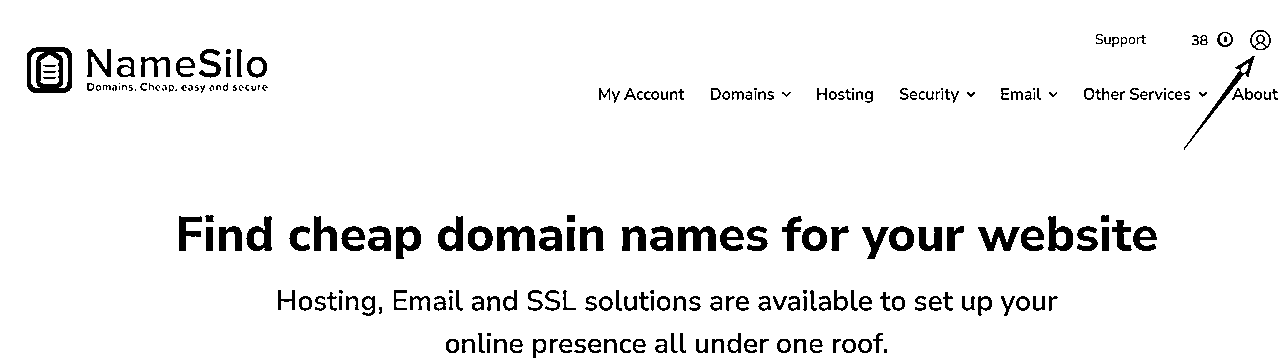 Support 38
NameSilo
Domains. Cheap, easy and secure
My Account Domains Hosting Security Email Other Services About
Find cheap domain names for your website
Hosting, Email and SSL solutions are available to set up your
online presence all under one roof.